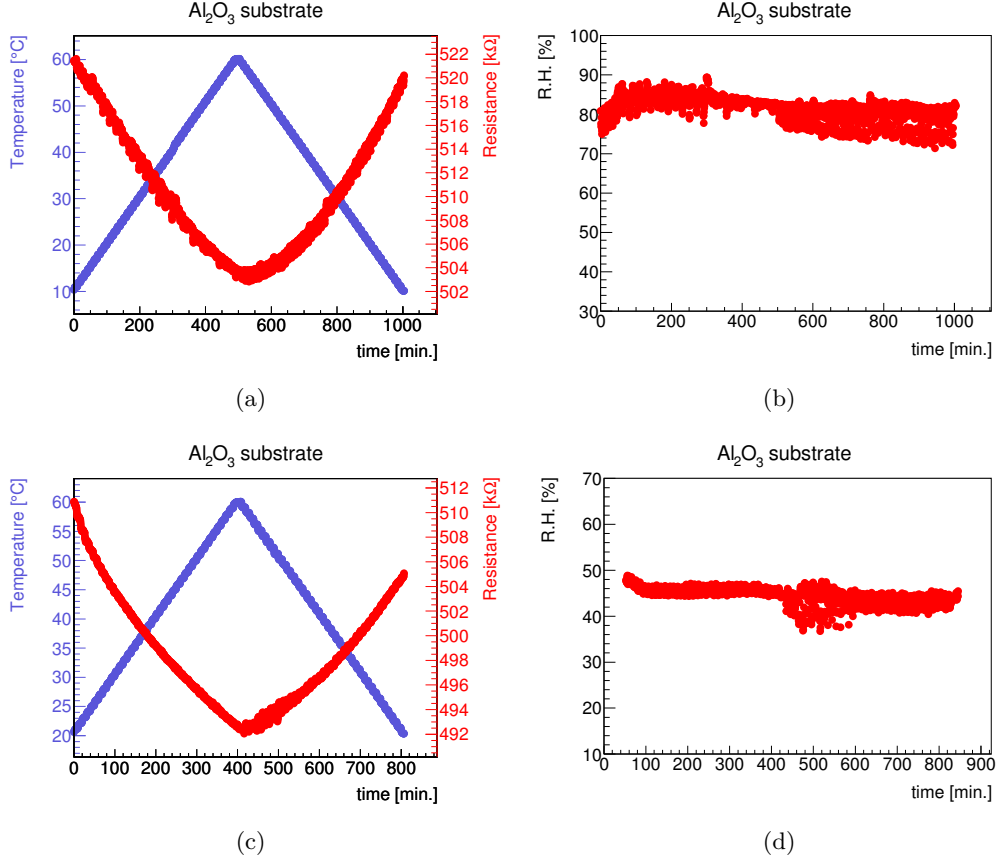 Al₂O₃ substrate
Temperature [°C]
60
50
40
30
20
10
Resistance [kΩ]
522
520
518
516
514
512
510
508
506
504
502
0 200 400 600 800 1000
time [min.]
(a)
Al₂O₃ substrate
R.H. [%]
100
90
80
70
60
50
40
30
0 200 400 600 800 1000
time [min.]
(b)
Al₂O₃ substrate
Temperature [°C]
60
55
50
45
40
35
30
25
20
Resistance [kΩ]
512
510
508
506
504
502
500
498
496
494
492
0 100 200 300 400 500 600 700 800
time [min.]
(c)
Al₂O₃ substrate
R.H. [%]
70
60
50
40
30
20
10
0 100 200 300 400 500 600 700 800 900
time [min.]
(d)